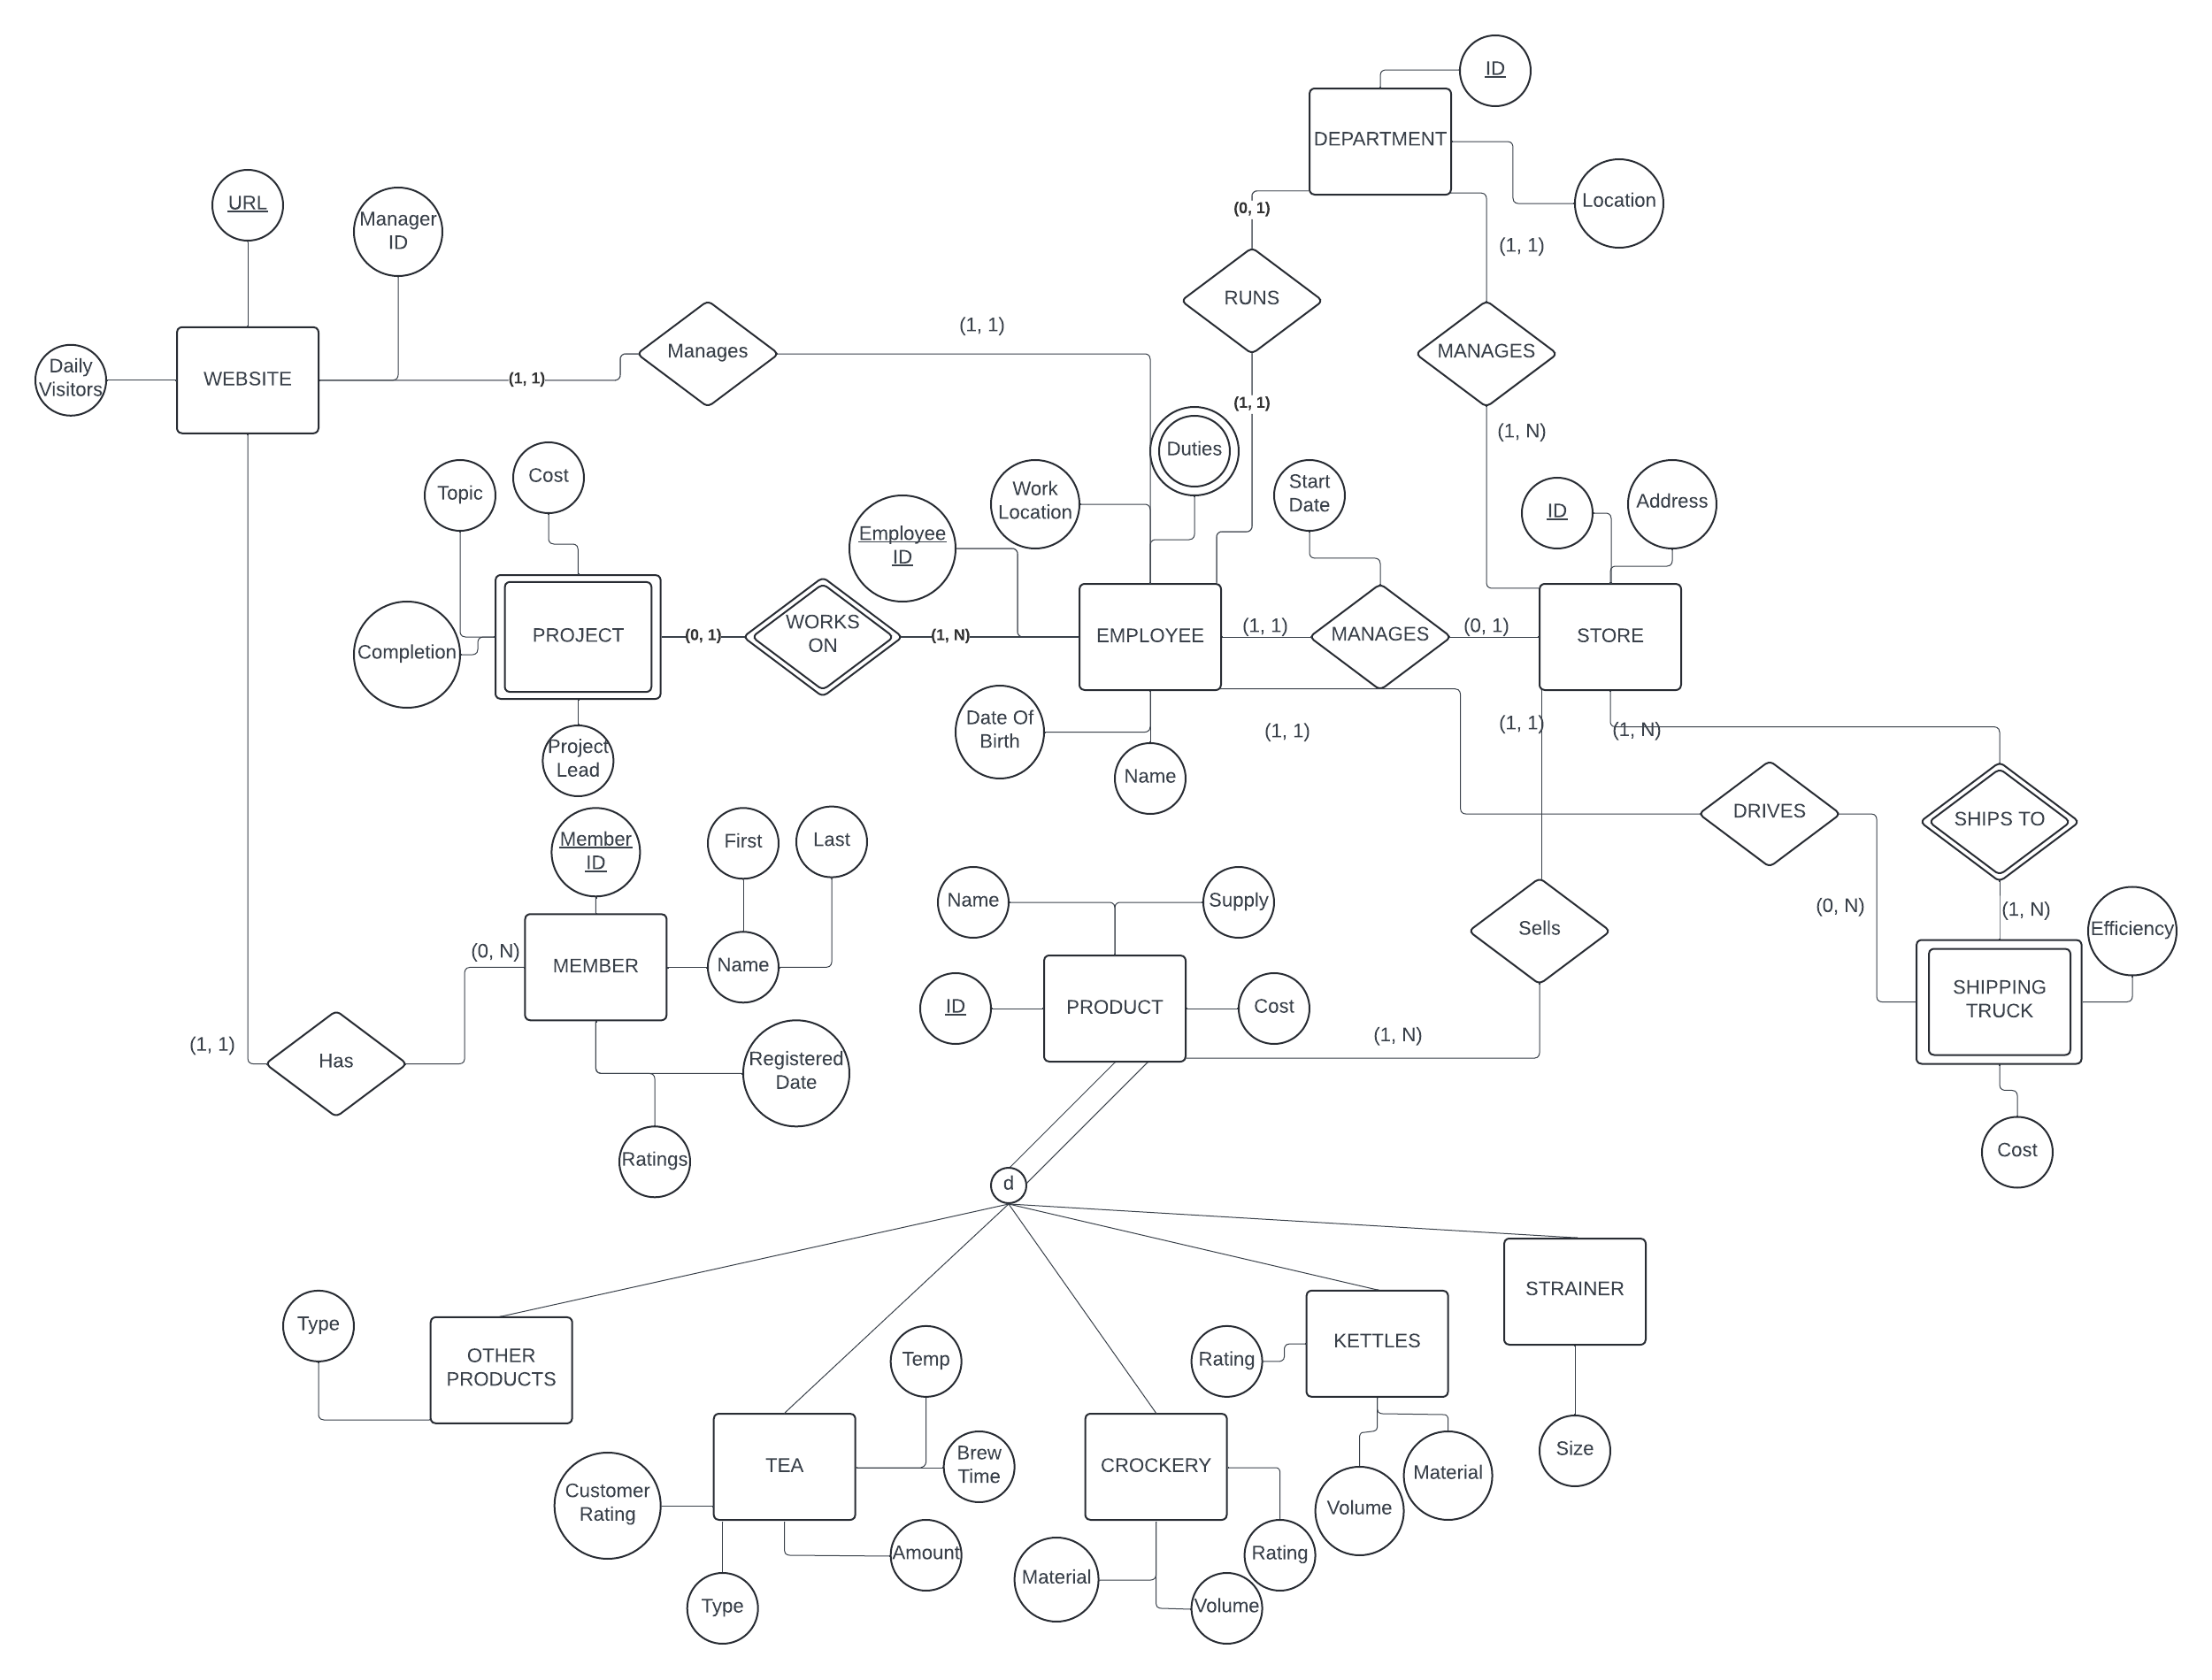 ID
DEPARTMENT
Location
(0, 1)
(1, 1)
URL
Manager
ID
RUNS
MANAGES
Manages
(1, 1)
Daily
Visitors
WEBSITE
(1, 1)
(1, 1)
(1, N)
Duties
Topic
Cost
Work
Location
Start
Date
ID
Address
Employee
ID
Completion
PROJECT
(0, 1)
WORKS
ON
(1, N)
EMPLOYEE
(1, 1)
MANAGES
(0, 1)
STORE
Project
Lead
Date Of
Birth
Name
(1, 1)
(1, 1)
(1, N)
DRIVES
SHIPS TO
Member
ID
First
Last
Name
Supply
Sells
(0, N)
(1, N)
Efficiency
(0, N)
MEMBER
Name
ID
PRODUCT
Cost
SHIPPING
TRUCK
(1, 1)
Has
(1, N)
Registered
Date
Ratings
Cost
d
Type
OTHER
PRODUCTS
Temp
Rating
KETTLES
STRAINER
Customer
Rating
TEA
Brew
Time
CROCKERY
Volume
Material
Size
Type
Amount
Material
Volume
Rating